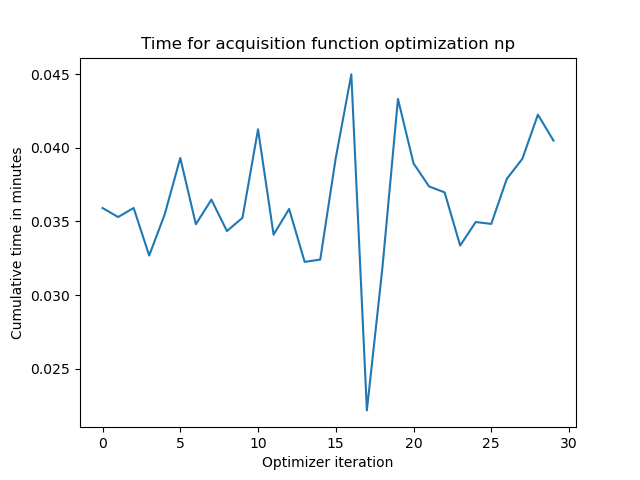 Time for acquisition function optimization np
0.045
0.040
0.035
0.030
0.025
Cumulative time in minutes
0 5 10 15 20 25 30
Optimizer iteration